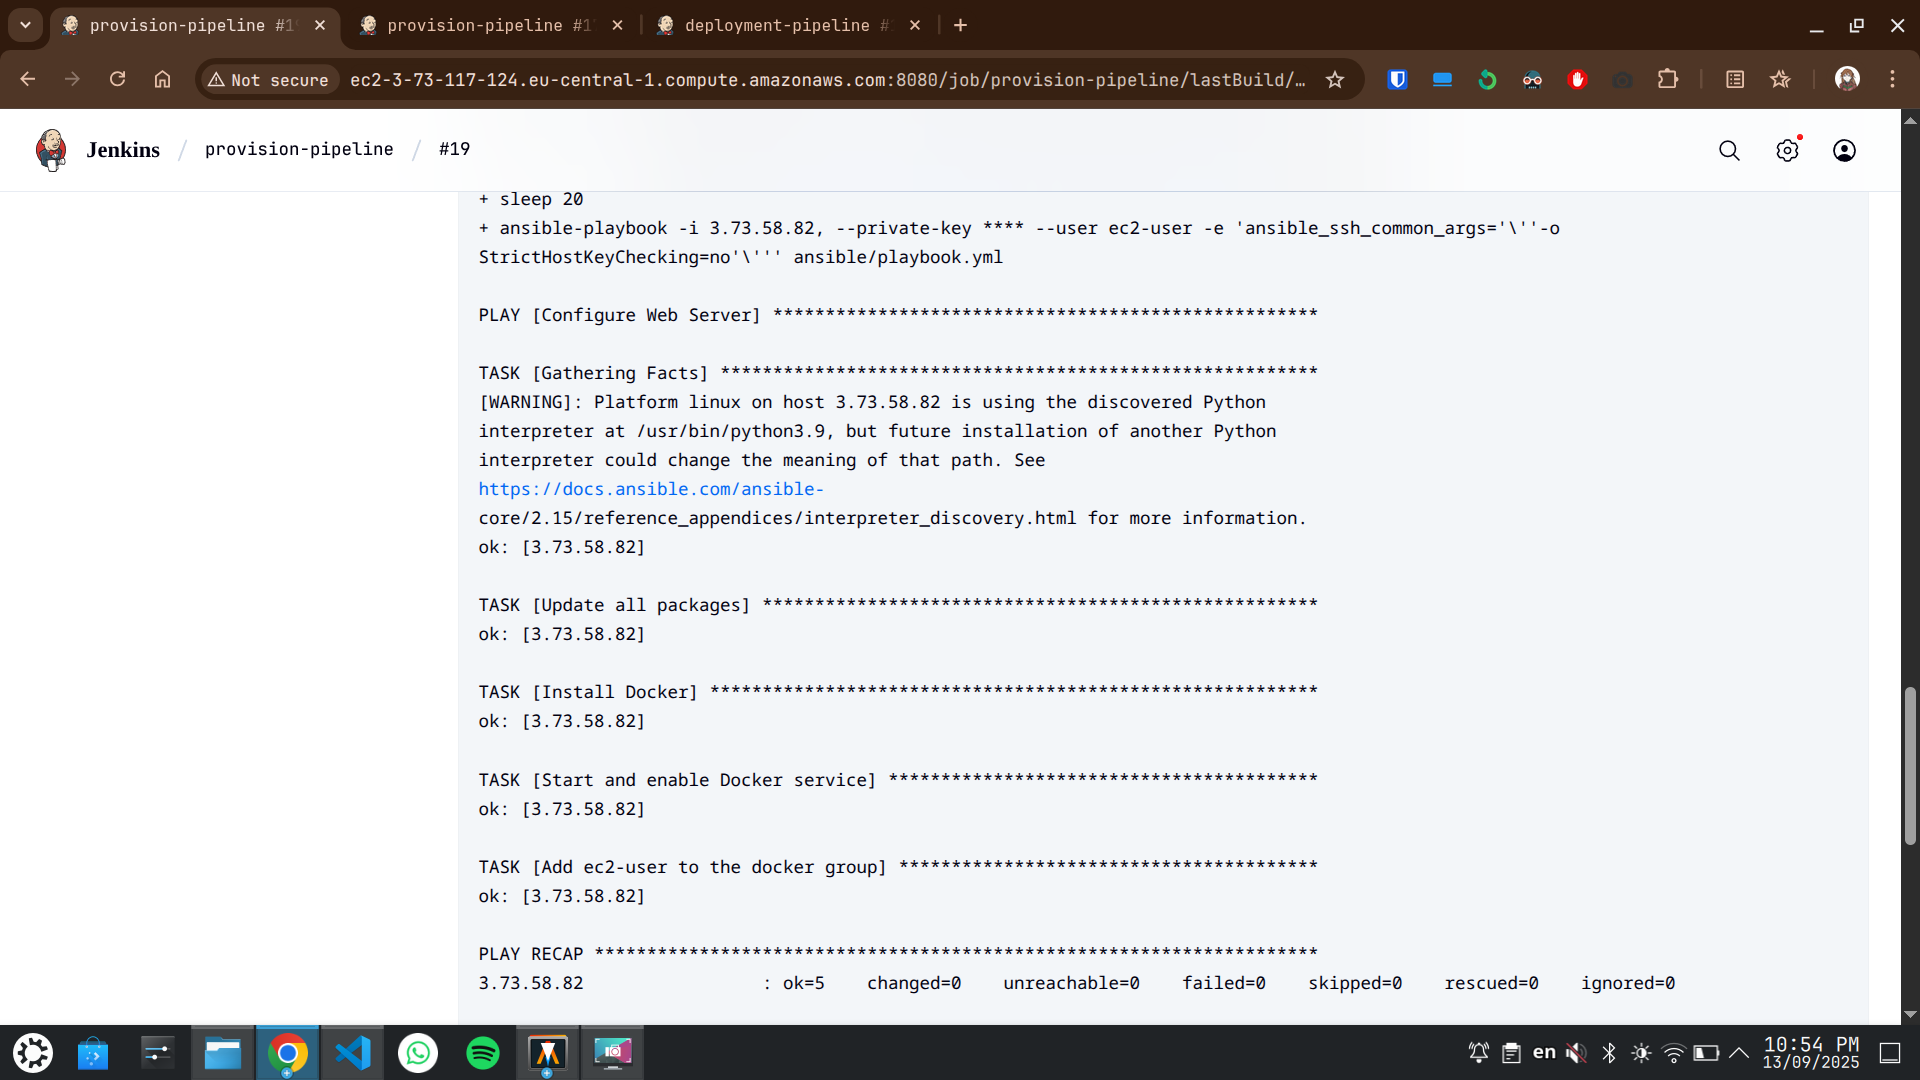 provision-pipeline #19
provision-pipeline #1
deployment-pipeline #
Not secure
ec2-3-73-117-124.eu-central-1.compute.amazonaws.com:8080/job/provision-pipeline/lastBuild/…
Jenkins / provision-pipeline / #19
+ sleep 20
+ ansible-playbook -i 3.73.58.82, --private-key **** --user ec2-user -e 'ansible_ssh_common_args='\''-o
StrictHostKeyChecking=no'\''' ansible/playbook.yml
PLAY [Configure Web Server] ****************************************************
TASK [Gathering Facts] *********************************************************
[WARNING]: Platform linux on host 3.73.58.82 is using the discovered Python
interpreter at /usr/bin/python3.9, but future installation of another Python
interpreter could change the meaning of that path. See
https://docs.ansible.com/ansible-
core/2.15/reference_appendices/interpreter_discovery.html for more information.
ok: [3.73.58.82]
TASK [Update all packages] *****************************************************
ok: [3.73.58.82]
TASK [Install Docker] **********************************************************
ok: [3.73.58.82]
TASK [Start and enable Docker service] *****************************************
ok: [3.73.58.82]
TASK [Add ec2-user to the docker group] ****************************************
ok: [3.73.58.82]
PLAY RECAP *********************************************************************
3.73.58.82 : ok=5 changed=0 unreachable=0 failed=0 skipped=0 rescued=0 ignored=0
en
10:54 PM
13/09/2025